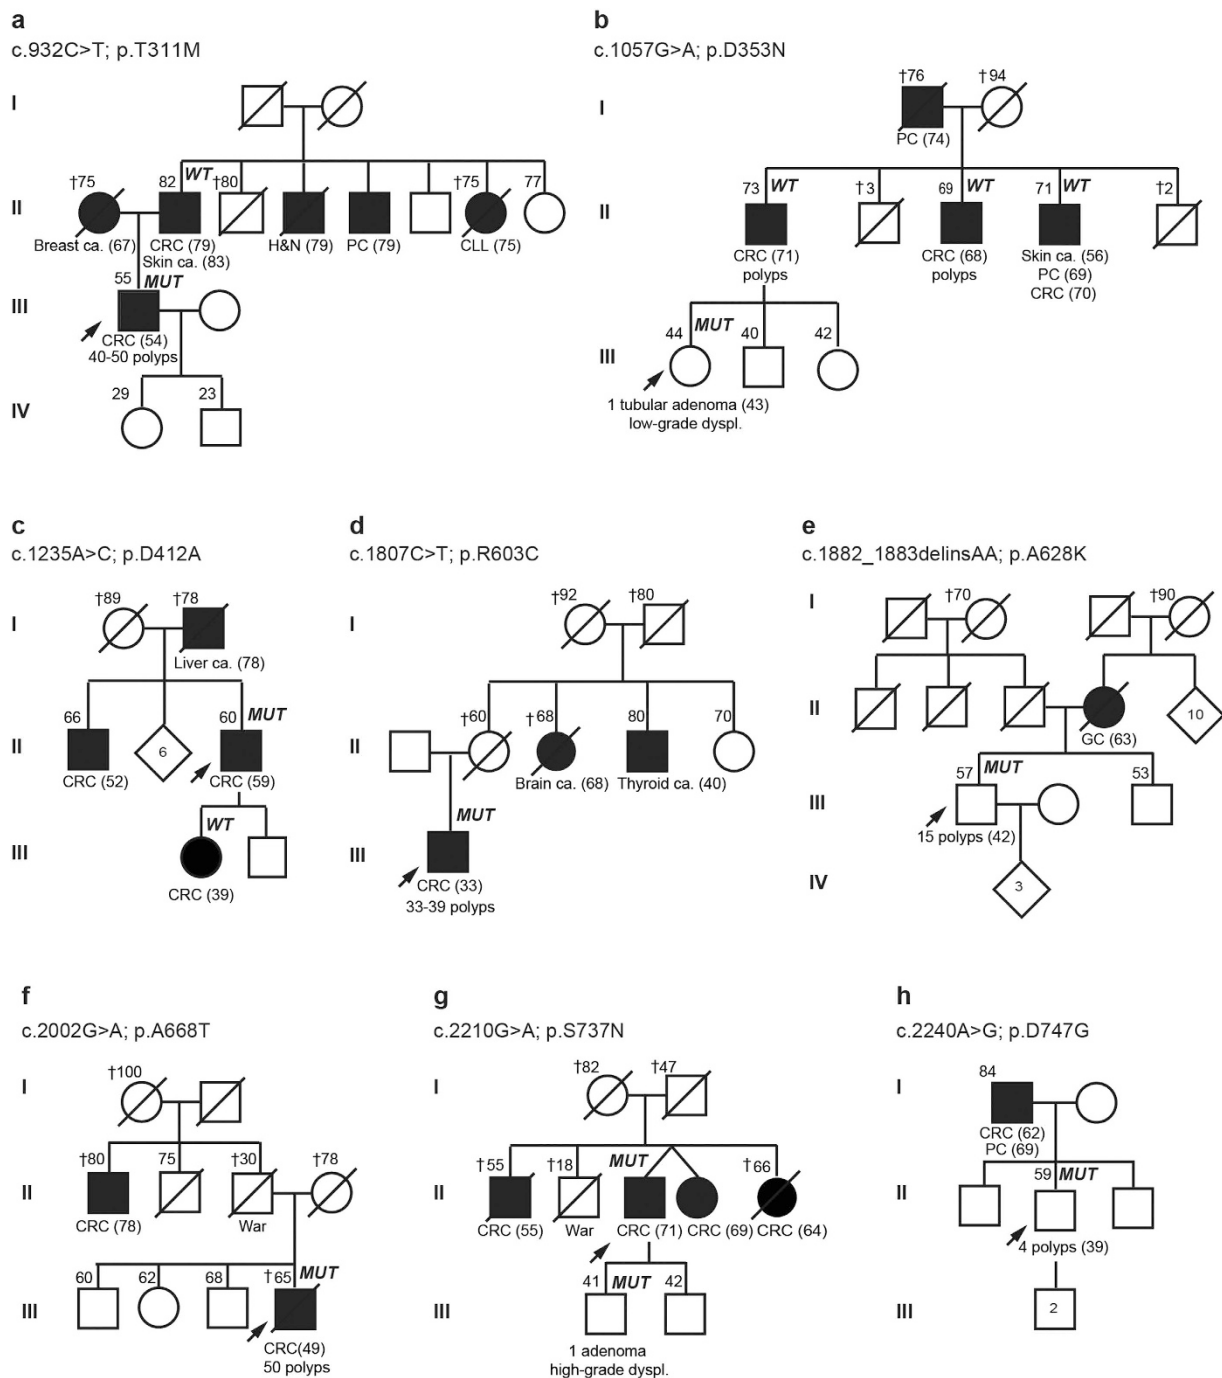 a
c.932C>T; p.T311M
I
II
†75
82
WT
†80
†75
77
Breast ca. (67)
CRC (79)
Skin ca. (83)
H&N (79)
PC (79)
CLL (75)
55
MUT
III
CRC (54)
40-50 polyps
29
23
IV
b
c.1057G>A; p.D353N
†76
†94
I
PC (74)
73
WT
†3
69
WT
71
WT
†2
II
CRC (71)
polyps
CRC (68)
polyps
Skin ca. (56)
PC (69)
CRC (70)
44
MUT
40
42
III
1 tubular adenoma (43)
low-grade dyspl.
c
c.1235A>C; p.D412A
†89
†78
I
Liver ca. (78)
66
60
MUT
II
6
CRC (52)
CRC (59)
WT
III
CRC (39)
d
c.1807C>T; p.R603C
†92
†80
I
†60
†68
80
70
II
Brain ca. (68)
Thyroid ca. (40)
MUT
III
CRC (33)
33-39 polyps
e
c.1882_1883delinsAA; p.A628K
I
†70
†90
II
10
GC (63)
57
MUT
53
III
15 polyps (42)
IV
3
f
c.2002G>A; p.A668T
†100
I
†80
75
†30
†78
II
CRC (78)
War
60
62
68
†65
MUT
III
CRC(49)
50 polyps
g
c.2210G>A; p.S737N
†82
†47
I
†55
†18
MUT
†66
II
CRC (55)
War
CRC (71)
CRC (69)
CRC (64)
41
MUT
42
III
1 adenoma
high-grade dyspl.
h
c.2240A>G; p.D747G
84
I
CRC (62)
PC (69)
59
MUT
II
4 polyps (39)
III
2